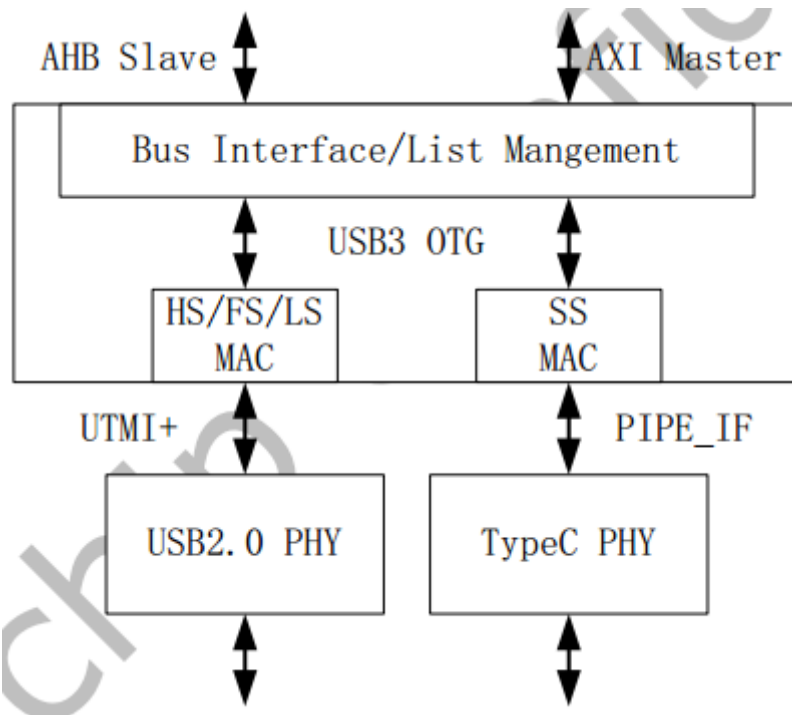 AHB Slave
AXI Master
Bus Interface/List Mangement
USB3 OTG
HS/FS/LS
MAC
SS
MAC
UTMI+
PIPE_IF
USB2.0 PHY
TypeC PHY